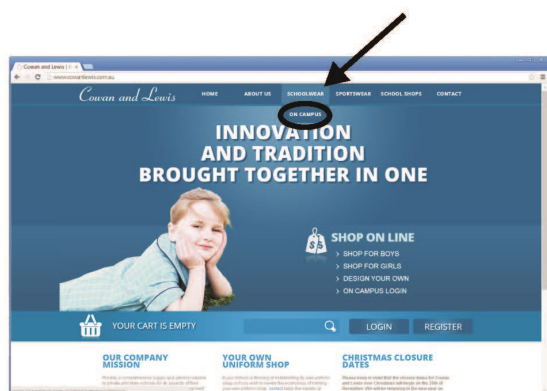 Cowan and Lewis
www.cowanlewis.com.au
Cowan and Lewis
HOME ABOUT US SCHOOLWEAR SPORTSWEAR SCHOOL SHOPS CONTACT
ON CAMPUS
INNOVATION
AND TRADITION
BROUGHT TOGETHER IN ONE
$ $
SHOP ON LINE
> SHOP FOR BOYS
> SHOP FOR GIRLS
> DESIGN YOUR OWN
> ON CAMPUS LOGIN
YOUR CART IS EMPTY
LOGIN REGISTER
OUR COMPANY
MISSION
YOUR OWN
UNIFORM SHOP
CHRISTMAS CLOSURE
DATES